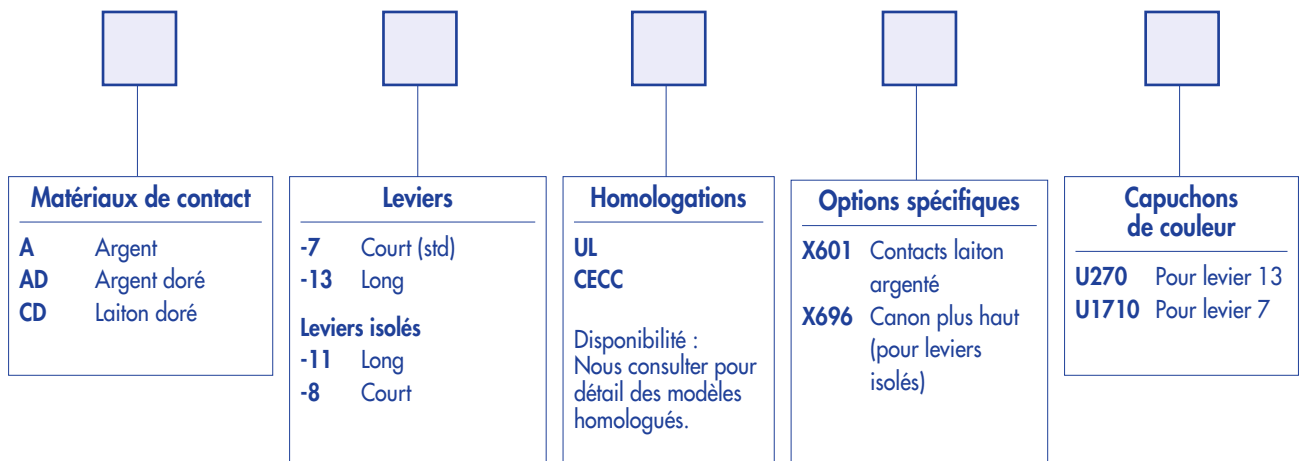 Matériaux de contact
A Argent
AD Argent doré
CD Laiton doré
Leviers
-7 Court (std)
-13 Long
Leviers isolés
-11 Long
-8 Court
Homologations
UL
CECC
Disponibilité :
Nous consulter pour
détail des modèles
homologués.
Options spécifiques
X601 Contacts laiton
argenté
X696 Canon plus haut
(pour leviers
isolés)
Capuchons
de couleur
U270 Pour levier 13
U1710 Pour levier 7